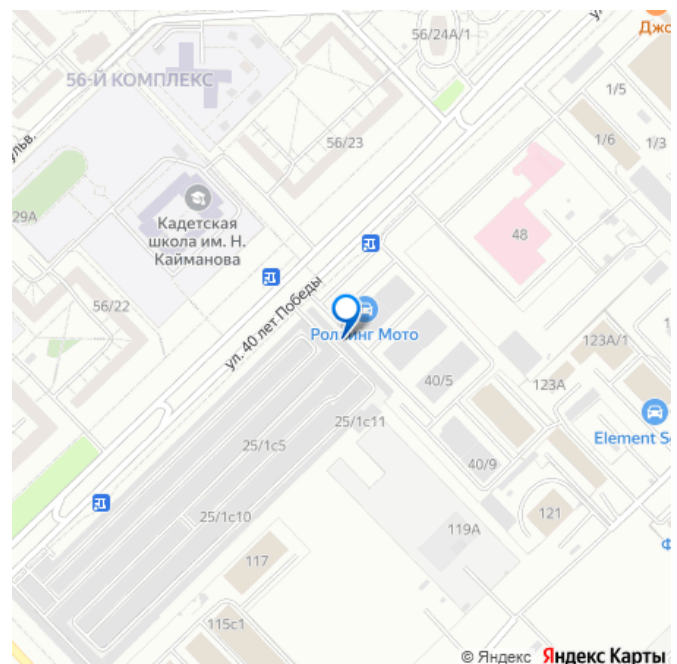 56/24А/1
Джо
56-Й КОМПЛЕКС
1/5
56/23
1/6
1/3
ульв.
29А
Кадетская
школа им. Н.
Кайманова
48
56/22
ул. 40 лет Победы
Роллинг Мото
123А/1
40/5
123А
25/1с11
Element S
25/1с5
40/9
25/1с10
121
119А
117
115с1
© Яндекс Яндекс Карты